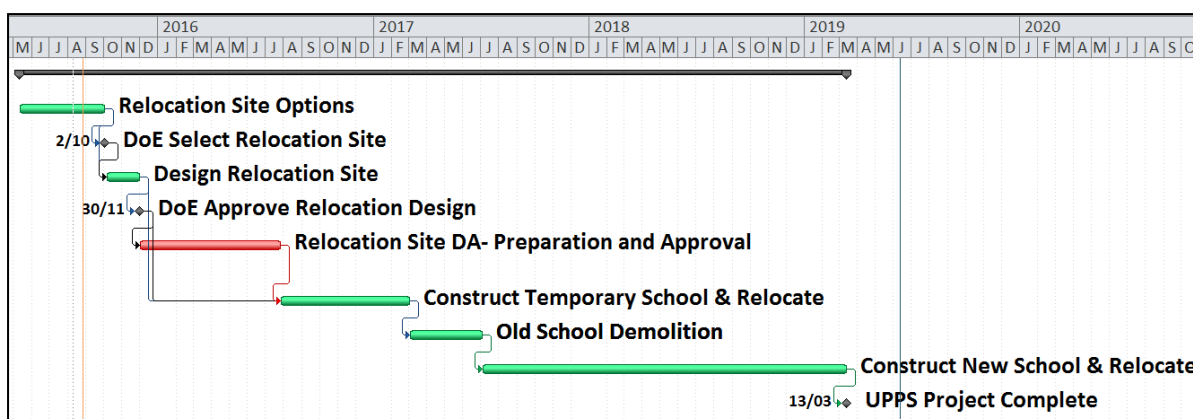 2016 2017 2018 2019 2020
M J J A S O N D J F M A M J J A S O N D J F M A M J J A S O N D J F M A M J J A S O N D J F M A M J J A S O N D J F M A M J J A S O
Relocation Site Options
2/10 DoE Select Relocation Site
Design Relocation Site
30/11 DoE Approve Relocation Design
Relocation Site DA- Preparation and Approval
Construct Temporary School & Relocate
Old School Demolition
Construct New School & Relocate
13/03 UPPS Project Complete